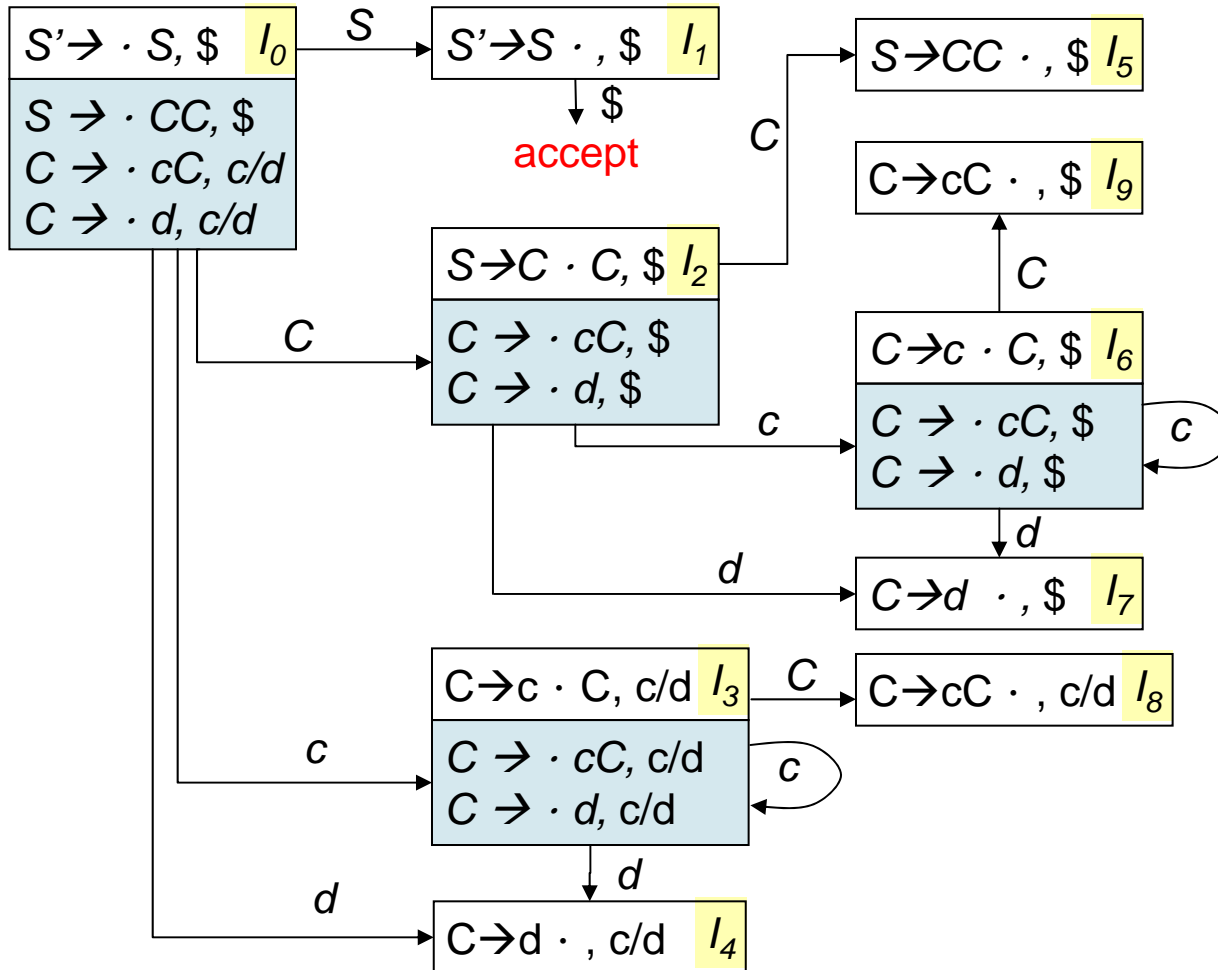 S'→ · S, $ I0
S → · CC, $
C → · cC, c/d
C → · d, c/d
S
S'→S · , $ I1
$
accept
C
S→CC · , $ I5
C→cC · , $ I9
C
C
S→C · C, $ I2
C → · cC, $
C → · d, $
c
C→c · C, $ I6
C → · cC, $
C → · d, $
c
d
d
C→d · , $ I7
c
C→c · C, c/d I3
C → · cC, c/d
C → · d, c/d
C
C→cC · , c/d I8
c
d
d
C→d · , c/d I4